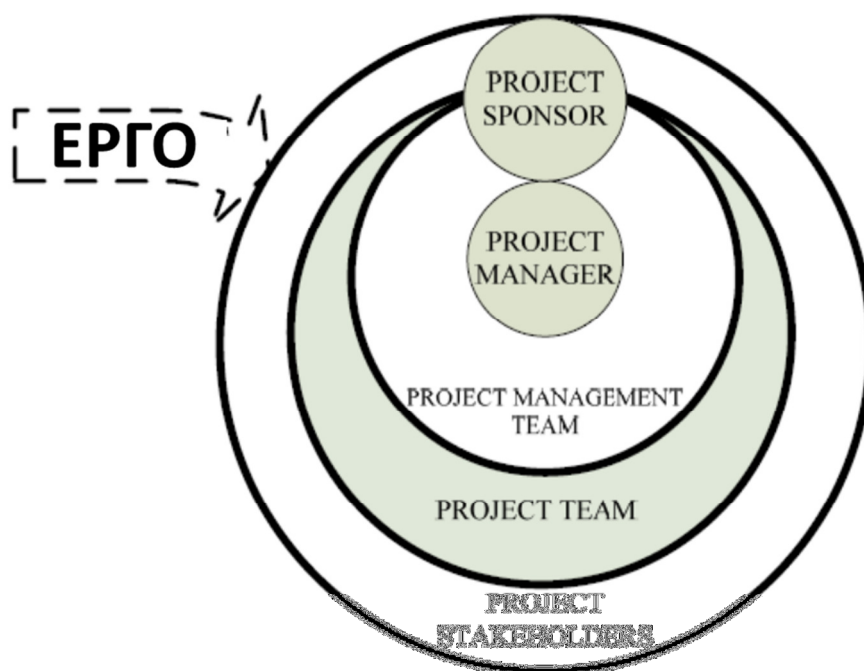 PROJECT
SPONSOR
ΕΡΓΟ
PROJECT
MANAGER
PROJECT MANAGEMENT
TEAM
PROJECT TEAM
PROJECT
STAKEHOLDERS